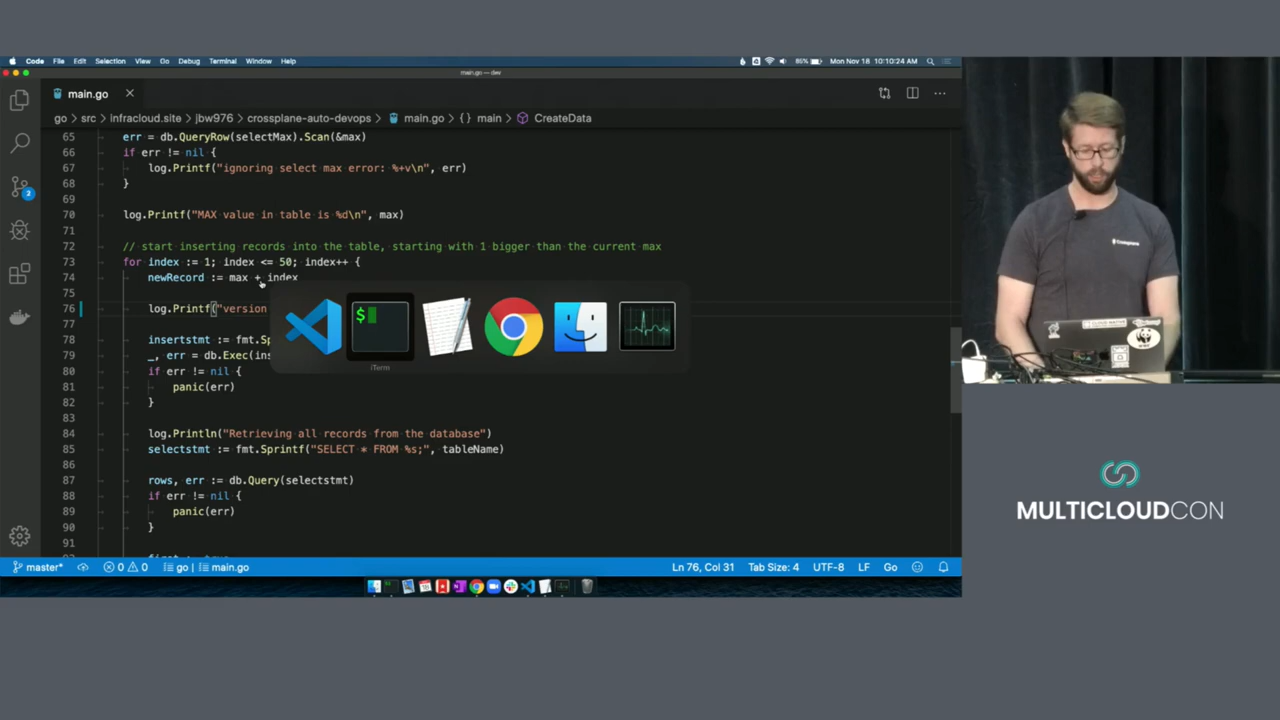 Code File Edit Selection View Go Debug Terminal Window Help
85% Mon Nov 18 10:10:24 AM
main.go — dev
main.go
go › src › infracloud.site › jbw976 › crossplane-auto-devops › main.go › { } main › CreateData
65 err = db.QueryRow(selectMax).Scan(&max)
66 if err != nil {
67 log.Printf("ignoring select max error: %+v\n", err)
68 }
69
70 log.Printf("MAX value in table is %d\n", max)
71
72 // start inserting records into the table, starting with 1 bigger than the current max
73 for index := 1; index <= 50; index++ {
74 newRecord := max + index
75
76 log.Printf("version
77
78 insertstmt := fmt.Sp
79 _, err = db.Exec(ins
80 if err != nil {
81 panic(err)
82 }
83
84 log.Println("Retrieving all records from the database")
85 selectstmt := fmt.Sprintf("SELECT * FROM %s;", tableName)
86
87 rows, err := db.Query(selectstmt)
88 if err != nil {
89 panic(err)
90 }
91
$
iTerm
2
master* 0 0 go | main.go Ln 76, Col 31 Tab Size: 4 UTF-8 LF Go
Crossplane
WWF
MULTICLOUDCON